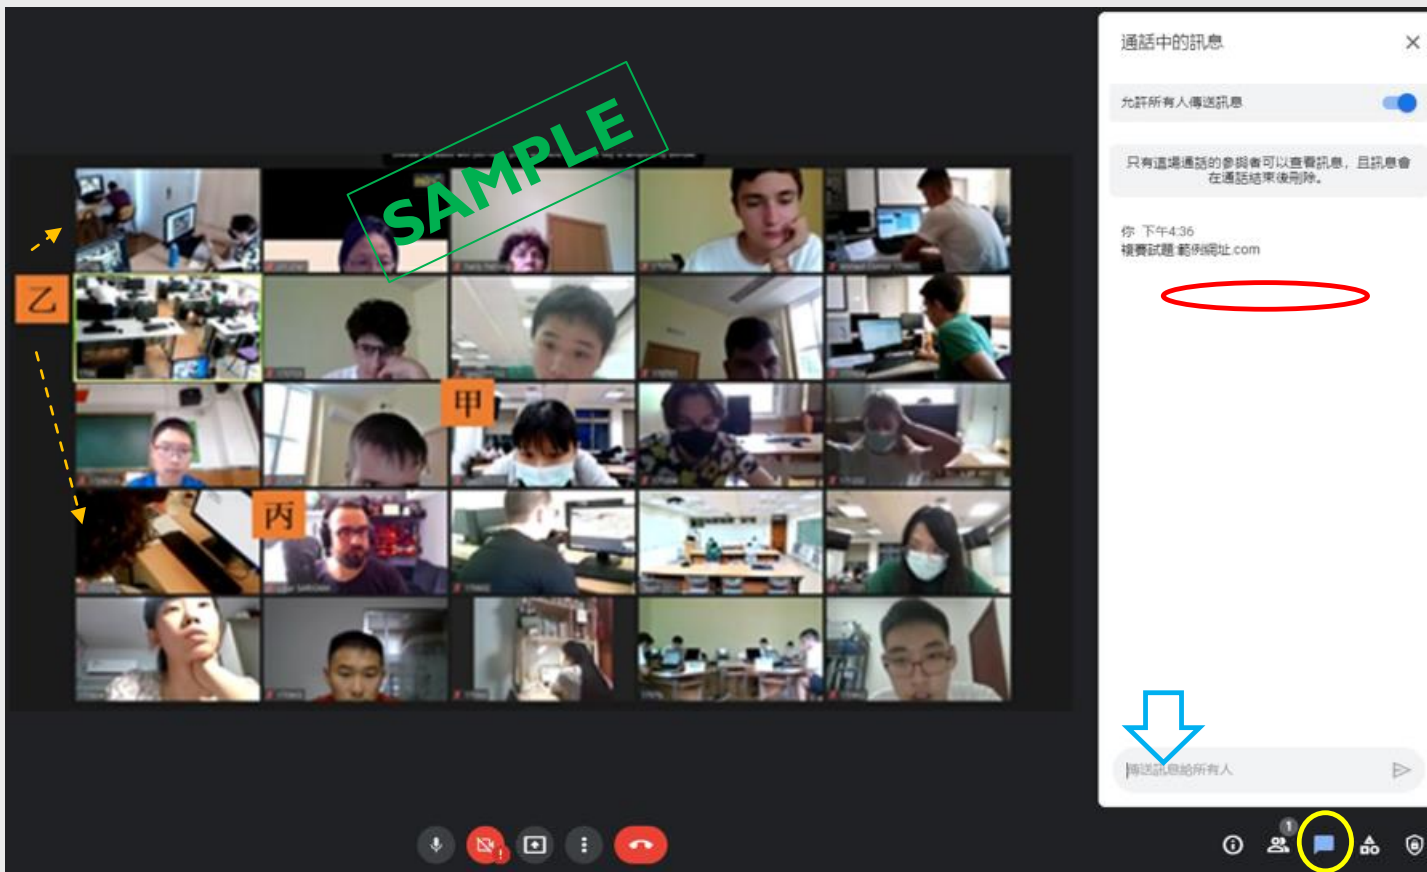 通話中的訊息
允許所有人傳送訊息
只有這場通話的參與者可以查看訊息，且訊息會
在通話結束後刪除。
你 下午4:36
複賽試題:範例網址.com
SAMPLE
乙
甲
丙
傳送訊息給所有人
1